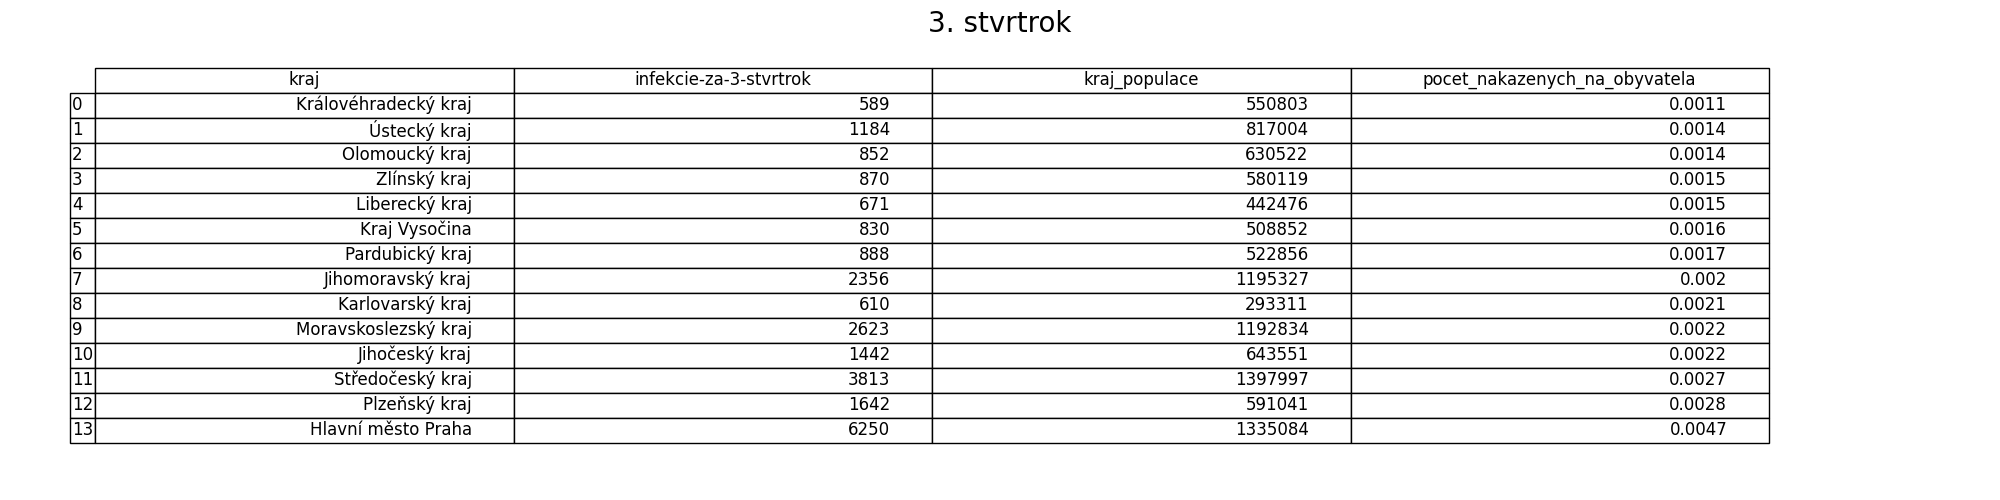 3. stvrtrok
kraj infekcie-za-3-stvrtrok kraj_populace pocet_nakazenych_na_obyvatela
0 Královéhradecký kraj 589 550803 0.0011
1 Ústecký kraj 1184 817004 0.0014
2 Olomoucký kraj 852 630522 0.0014
3 Zlínský kraj 870 580119 0.0015
4 Liberecký kraj 671 442476 0.0015
5 Kraj Vysočina 830 508852 0.0016
6 Pardubický kraj 888 522856 0.0017
7 Jihomoravský kraj 2356 1195327 0.002
8 Karlovarský kraj 610 293311 0.0021
9 Moravskoslezský kraj 2623 1192834 0.0022
10 Jihočeský kraj 1442 643551 0.0022
11 Středočeský kraj 3813 1397997 0.0027
12 Plzeňský kraj 1642 591041 0.0028
13 Hlavní město Praha 6250 1335084 0.0047